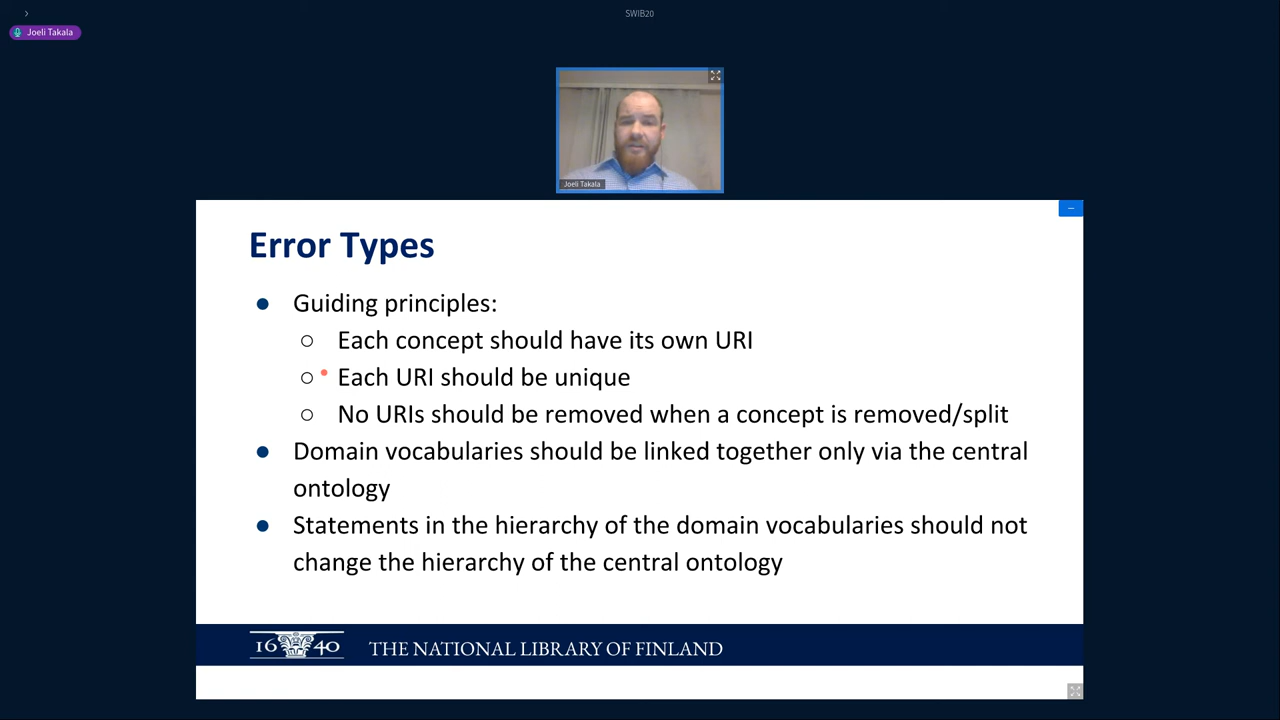 SWIB20
Joeli Takala
Joeli Takala
Error Types
● Guiding principles:
○ Each concept should have its own URI
○ Each URI should be unique
○ No URIs should be removed when a concept is removed/split
● Domain vocabularies should be linked together only via the central
ontology
● Statements in the hierarchy of the domain vocabularies should not
change the hierarchy of the central ontology
16 40 THE NATIONAL LIBRARY OF FINLAND